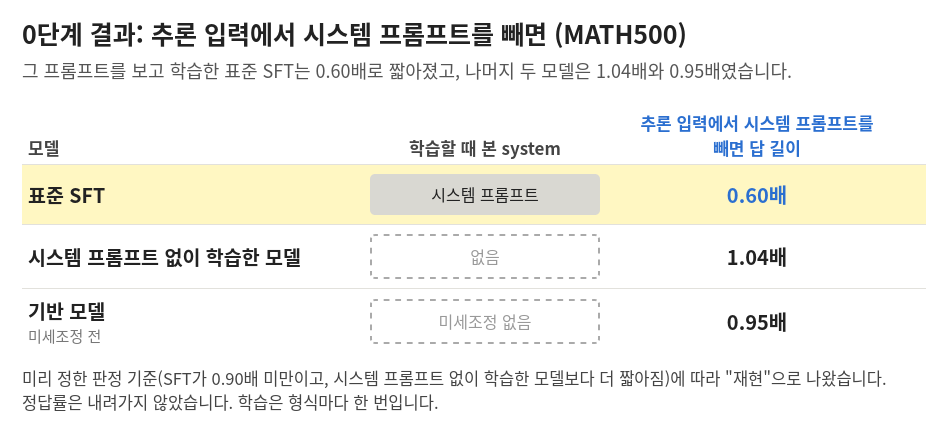 0단계 결과: 추론 입력에서 시스템 프롬프트를 빼면 (MATH500)
그 프롬프트를 보고 학습한 표준 SFT는 0.60배로 짧아졌고, 나머지 두 모델은 1.04배와 0.95배였습니다.
모델
학습할 때 본 system
추론 입력에서 시스템 프롬프트를
빼면 답 길이
표준 SFT
시스템 프롬프트
0.60배
시스템 프롬프트 없이 학습한 모델
없음
1.04배
기반 모델
미세조정 전
미세조정 없음
0.95배
미리 정한 판정 기준(SFT가 0.90배 미만이고, 시스템 프롬프트 없이 학습한 모델보다 더 짧아짐)에 따라 "재현"으로 나왔습니다.
정답률은 내려가지 않았습니다. 학습은 형식마다 한 번입니다.